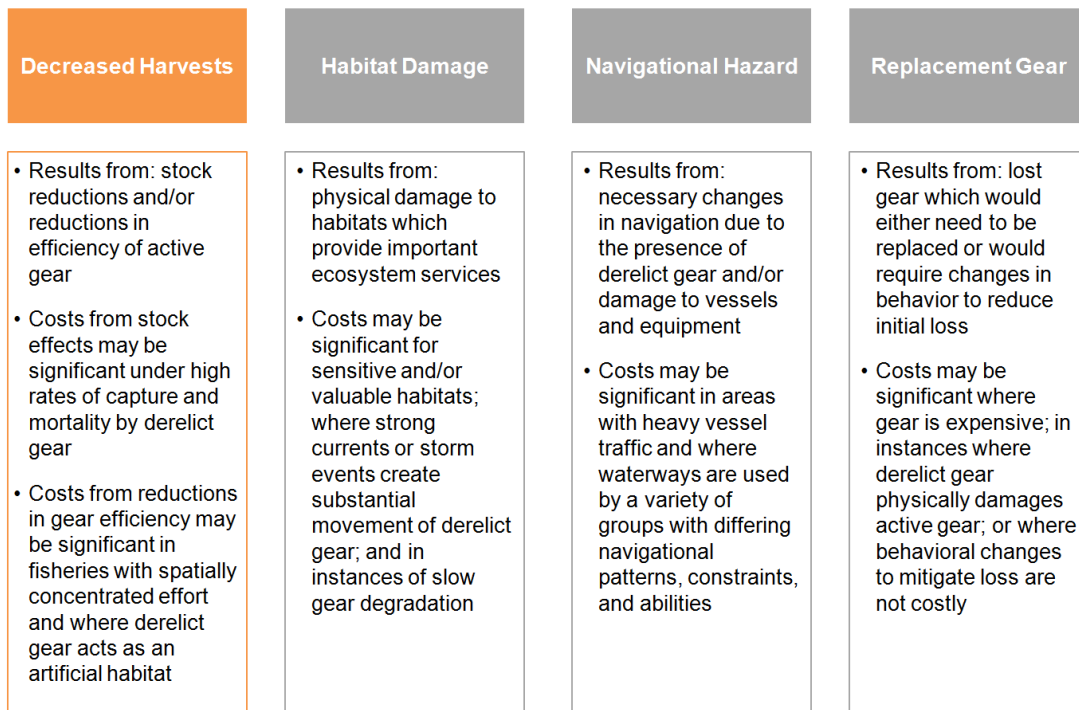 Decreased Harvests
• Results from: stock
reductions and/or
reductions in
efficiency of active
gear
• Costs from stock
effects may be
significant under high
rates of capture and
mortality by derelict
gear
• Costs from reductions
in gear efficiency may
be significant in
fisheries with spatially
concentrated effort
and where derelict
gear acts as an
artificial habitat
Habitat Damage
• Results from:
physical damage to
habitats which
provide important
ecosystem services
• Costs may be
significant for
sensitive and/or
valuable habitats;
where strong
currents or storm
events create
substantial
movement of derelict
gear; and in
instances of slow
gear degradation
Navigational Hazard
• Results from:
necessary changes
in navigation due to
the presence of
derelict gear and/or
damage to vessels
and equipment
• Costs may be
significant in areas
with heavy vessel
traffic and where
waterways are used
by a variety of
groups with differing
navigational
patterns, constraints,
and abilities
Replacement Gear
• Results from: lost
gear which would
either need to be
replaced or would
require changes in
behavior to reduce
initial loss
• Costs may be
significant where
gear is expensive; in
instances where
derelict gear
physically damages
active gear; or where
behavioral changes
to mitigate loss are
not costly